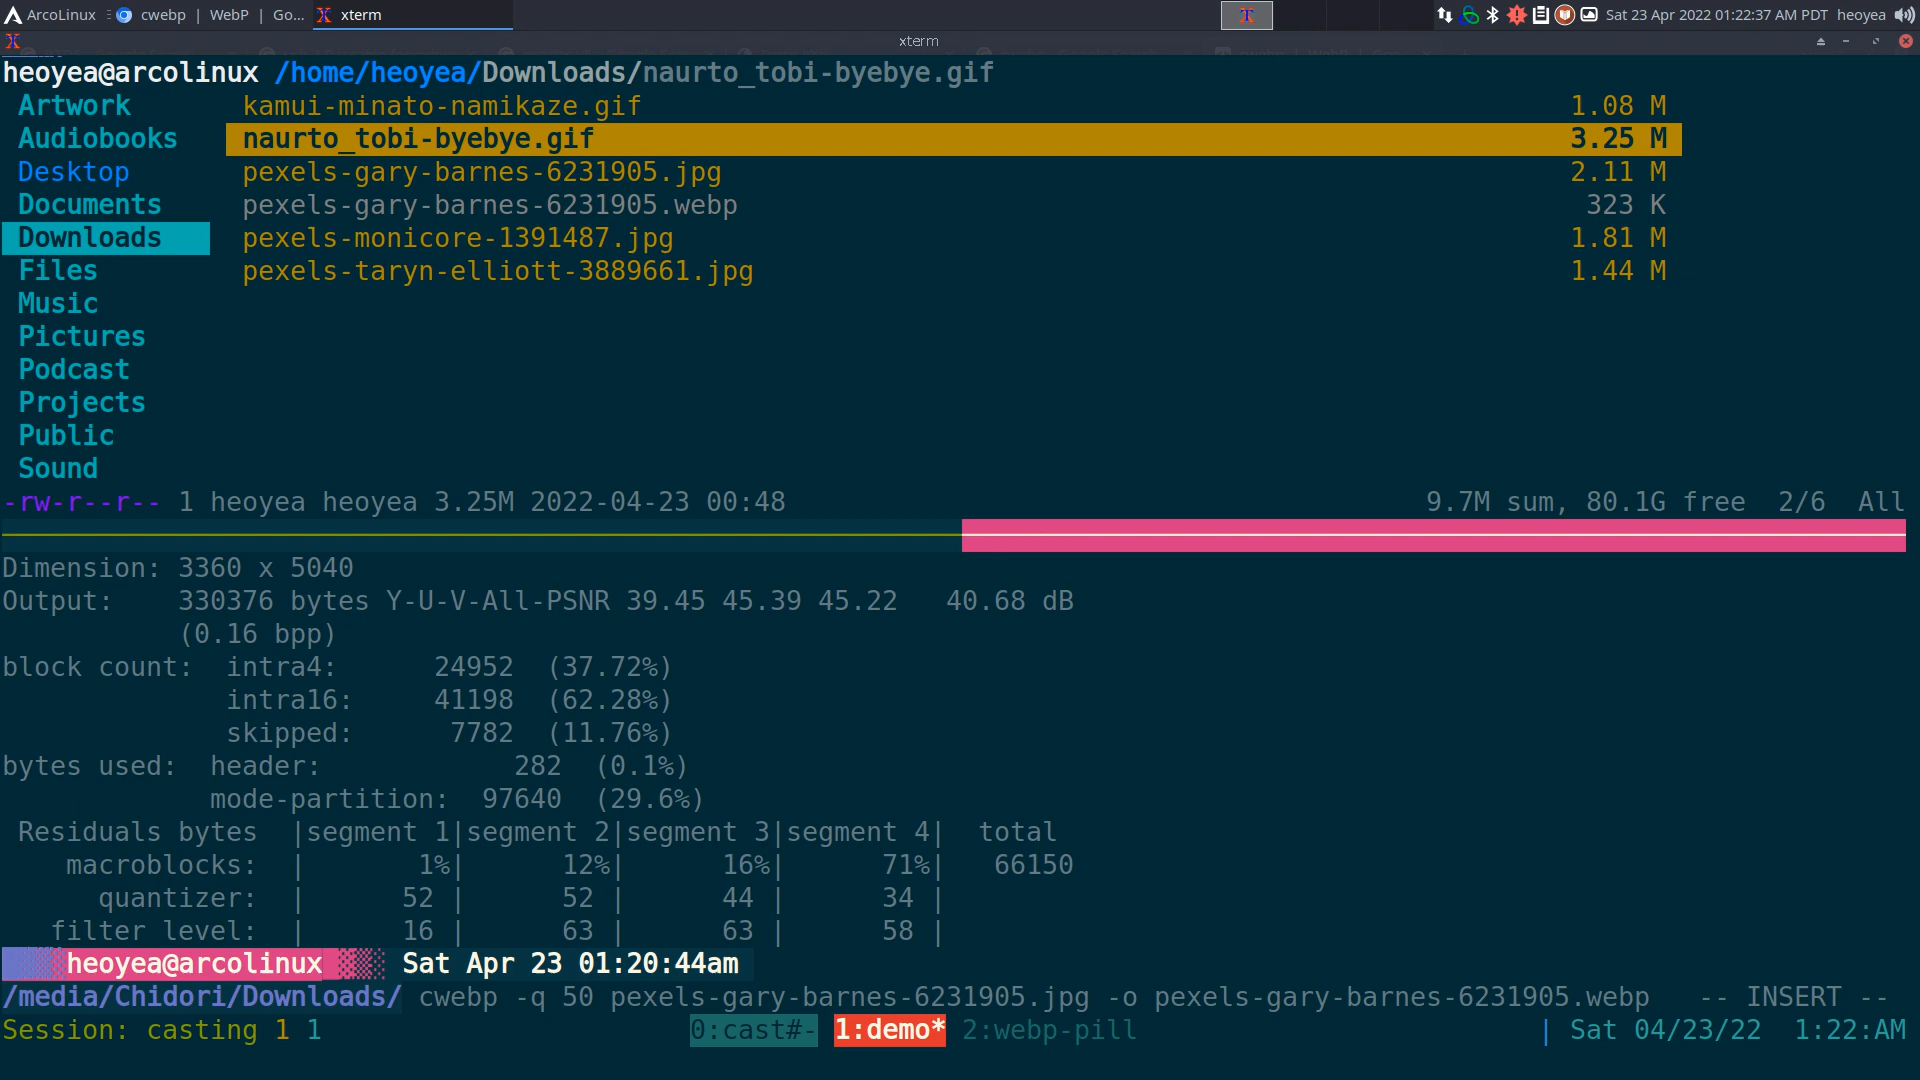 ArcoLinux cwebp | WebP | Go... xterm Sat 23 Apr 2022 01:22:37 AM PDT heoyea
xterm
heoyea@arcolinux /home/heoyea/Downloads/naurto_tobi-byebye.gif
Artwork kamui-minato-namikaze.gif 1.08 M
Audiobooks naurto_tobi-byebye.gif 3.25 M
Desktop pexels-gary-barnes-6231905.jpg 2.11 M
Documents pexels-gary-barnes-6231905.webp 323 K
Downloads pexels-monicore-1391487.jpg 1.81 M
Files pexels-taryn-elliott-3889661.jpg 1.44 M
Music
Pictures
Podcast
Projects
Public
Sound
-rw-r--r-- 1 heoyea heoyea 3.25M 2022-04-23 00:48 9.7M sum, 80.1G free 2/6 All
Dimension: 3360 x 5040
Output: 330376 bytes Y-U-V-All-PSNR 39.45 45.39 45.22 40.68 dB
(0.16 bpp)
block count: intra4: 24952 (37.72%)
intra16: 41198 (62.28%)
skipped: 7782 (11.76%)
bytes used: header: 282 (0.1%)
mode-partition: 97640 (29.6%)
Residuals bytes |segment 1|segment 2|segment 3|segment 4| total
macroblocks: | 1%| 12%| 16%| 71%| 66150
quantizer: | 52 | 52 | 44 | 34 |
filter level: | 16 | 63 | 63 | 58 |
heoyea@arcolinux Sat Apr 23 01:20:44am
/media/Chidori/Downloads/ cwebp -q 50 pexels-gary-barnes-6231905.jpg -o pexels-gary-barnes-6231905.webp -- INSERT --
Session: casting 1 1 0:cast#- 1:demo* 2:webp-pill | Sat 04/23/22 1:22:AM